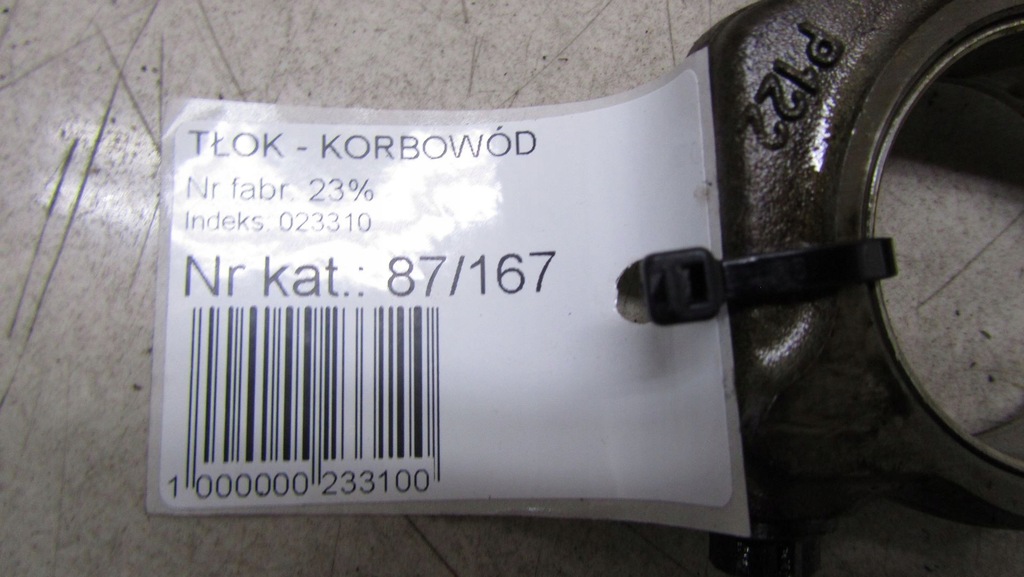 TŁOK - KORBOWÓD
Nr fabr. 23%
Indeks: 023310
Nr kat.: 87/167
1 000000 233100
P122